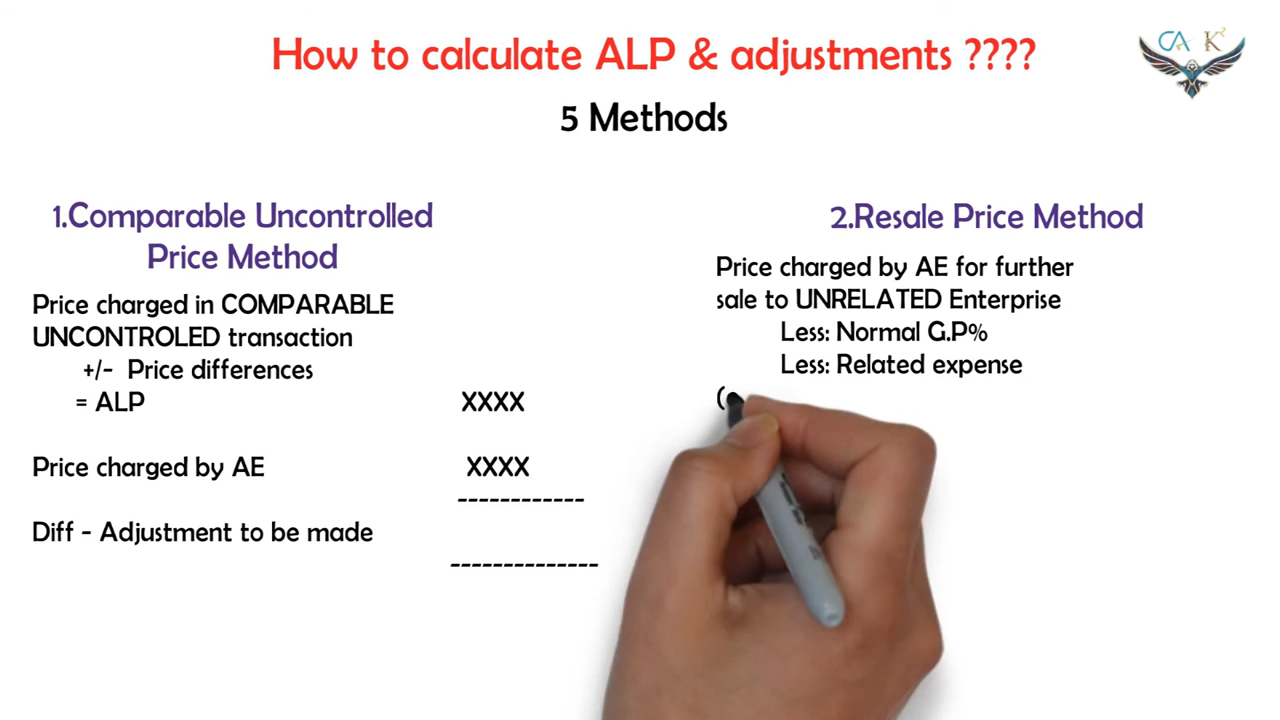 How to calculate ALP & adjustments ????
CA K
5 Methods
1.Comparable Uncontrolled
Price Method
Price charged in COMPARABLE
UNCONTROLED transaction
+/- Price differences
= ALP XXXX
Price charged by AE XXXX
------------
Diff - Adjustment to be made
--------------
2.Resale Price Method
Price charged by AE for further
sale to UNRELATED Enterprise
Less: Normal G.P%
Less: Related expense
(